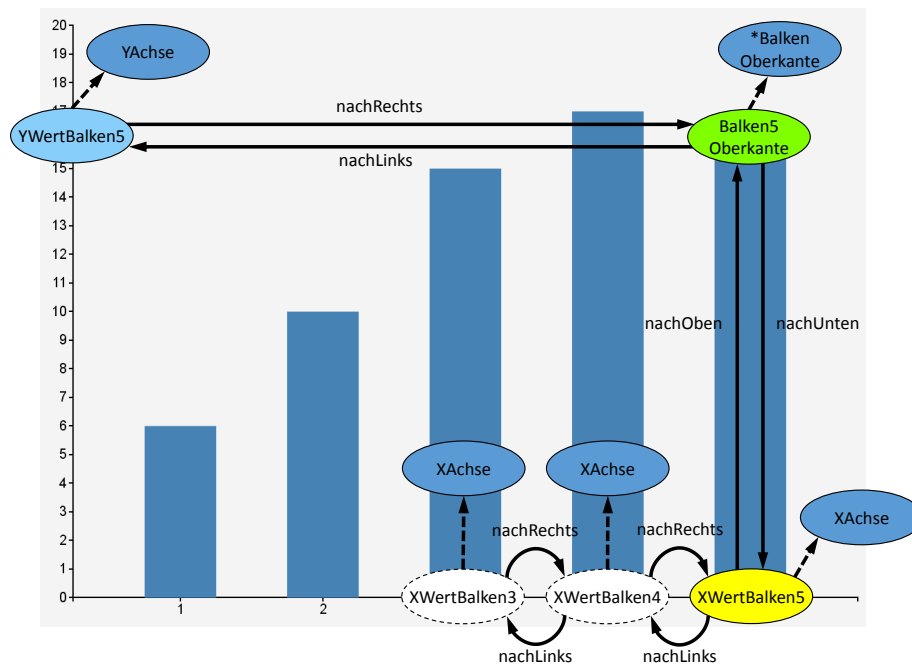 20
19
18
17
15
14
13
12
11
10
9
8
7
6
5
4
3
2
1
0
1
2
YAchse
*Balken
Oberkante
nachRechts
YWertBalken5
Balken5
Oberkante
nachLinks
nachOben
nachUnten
XAchse
XAchse
XAchse
nachRechts
nachRechts
XWertBalken3
XWertBalken4
XWertBalken5
nachLinks
nachLinks